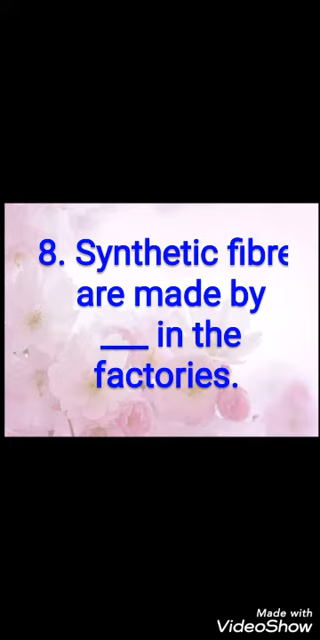 8. Synthetic fibre
are made by
___ in the
factories.
Made with
VideoShow